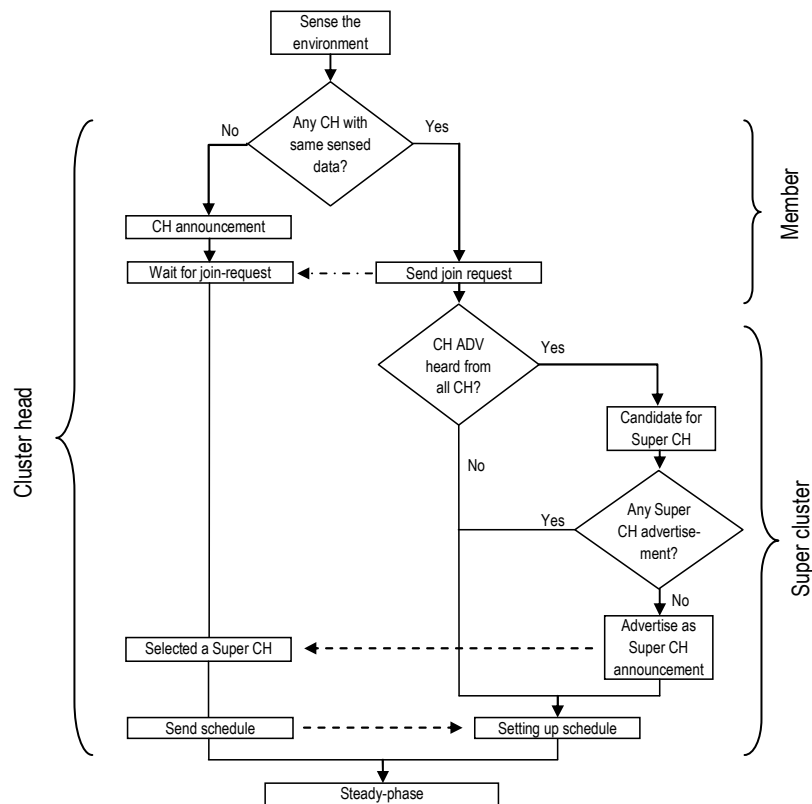 Sense the
environment
Any CH with
same sensed
data?
No
Yes
CH announcement
Wait for join-request
Send join request
CH ADV
heard from
all CH?
Yes
No
Candidate for
Super CH
Any Super
CH advertise-
ment?
Yes
No
Advertise as
Super CH
announcement
Selected a Super CH
Send schedule
Setting up schedule
Steady-phase
Cluster head
Member
Super cluster